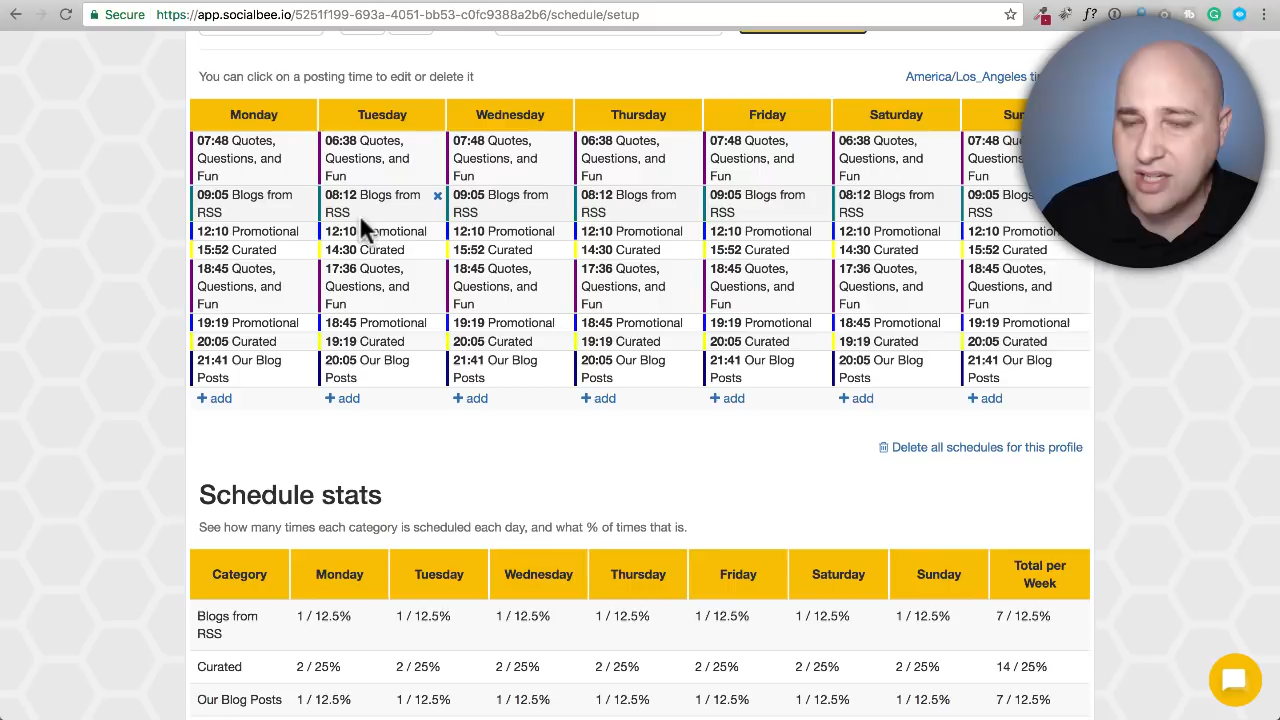 Secure https://app.socialbee.io/5251f199-693a-4051-bb53-c0fc9388a2b6/schedule/setup
You can click on a posting time to edit or delete it
America/Los_Angeles
Monday Tuesday Wednesday Thursday Friday Saturday
07:48 Quotes, 06:38 Quotes, 07:48 Quotes, 06:38 Quotes, 07:48 Quotes, 06:38 Quotes, 07:48 Quotes,
Questions, and Questions, and Questions, and Questions, and Questions, and Questions, and Questions, and
Fun Fun Fun Fun Fun Fun Fun
09:05 Blogs from 08:12 Blogs from 09:05 Blogs from 08:12 Blogs from 09:05 Blogs from 08:12 Blogs from 09:05 Blogs
RSS RSS RSS RSS RSS RSS RSS
12:10 Promotional 12:10 Promotional 12:10 Promotional 12:10 Promotional 12:10 Promotional 12:10 Promotional 12:10 Promotional
15:52 Curated 14:30 Curated 15:52 Curated 14:30 Curated 15:52 Curated 14:30 Curated 15:52 Curated
18:45 Quotes, 17:36 Quotes, 18:45 Quotes, 17:36 Quotes, 18:45 Quotes, 17:36 Quotes, 18:45 Quotes,
Questions, and Questions, and Questions, and Questions, and Questions, and Questions, and Questions, and
Fun Fun Fun Fun Fun Fun Fun
19:19 Promotional 18:45 Promotional 19:19 Promotional 18:45 Promotional 19:19 Promotional 18:45 Promotional 19:19 Promotional
20:05 Curated 19:19 Curated 20:05 Curated 19:19 Curated 20:05 Curated 19:19 Curated 20:05 Curated
21:41 Our Blog 20:05 Our Blog 21:41 Our Blog 20:05 Our Blog 21:41 Our Blog 20:05 Our Blog 21:41 Our Blog
Posts Posts Posts Posts Posts Posts Posts
+ add + add + add + add + add + add + add
Delete all schedules for this profile
Schedule stats
See how many times each category is scheduled each day, and what % of times that is.
Category Monday Tuesday Wednesday Thursday Friday Saturday Sunday Total per
Week
Blogs from 1 / 12.5% 1 / 12.5% 1 / 12.5% 1 / 12.5% 1 / 12.5% 1 / 12.5% 1 / 12.5% 7 / 12.5%
RSS
Curated 2 / 25% 2 / 25% 2 / 25% 2 / 25% 2 / 25% 2 / 25% 2 / 25% 14 / 25%
Our Blog Posts 1 / 12.5% 1 / 12.5% 1 / 12.5% 1 / 12.5% 1 / 12.5% 1 / 12.5% 1 / 12.5% 7 / 12.5%